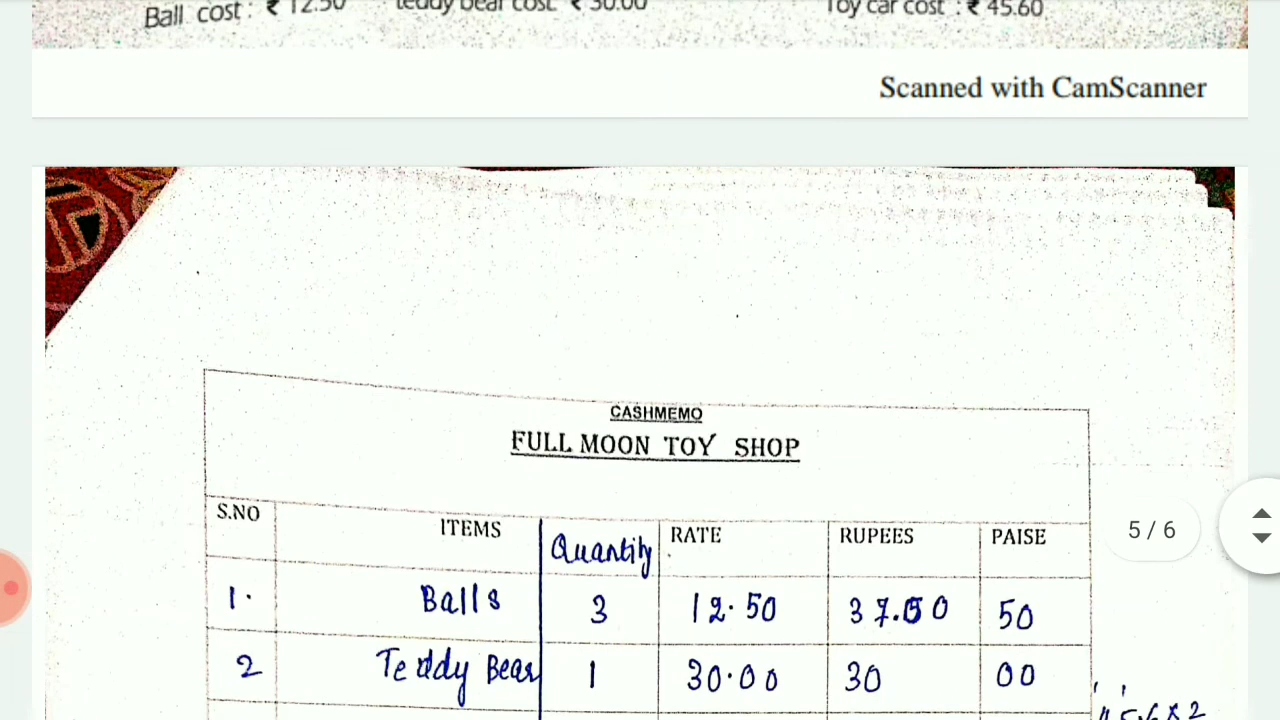 Ball cost : ₹ 12.50 teddy bear cost ₹ 30.00 Toy car cost : ₹ 45.60
Scanned with CamScanner
CASHMEMO
FULL MOON TOY SHOP
S.NO ITEMS Quantity RATE RUPEES PAISE
5 / 6
1. Balls 3 12.50 37.50 50
2 Teddy Bear 1 30.00 30 00
45.6x2